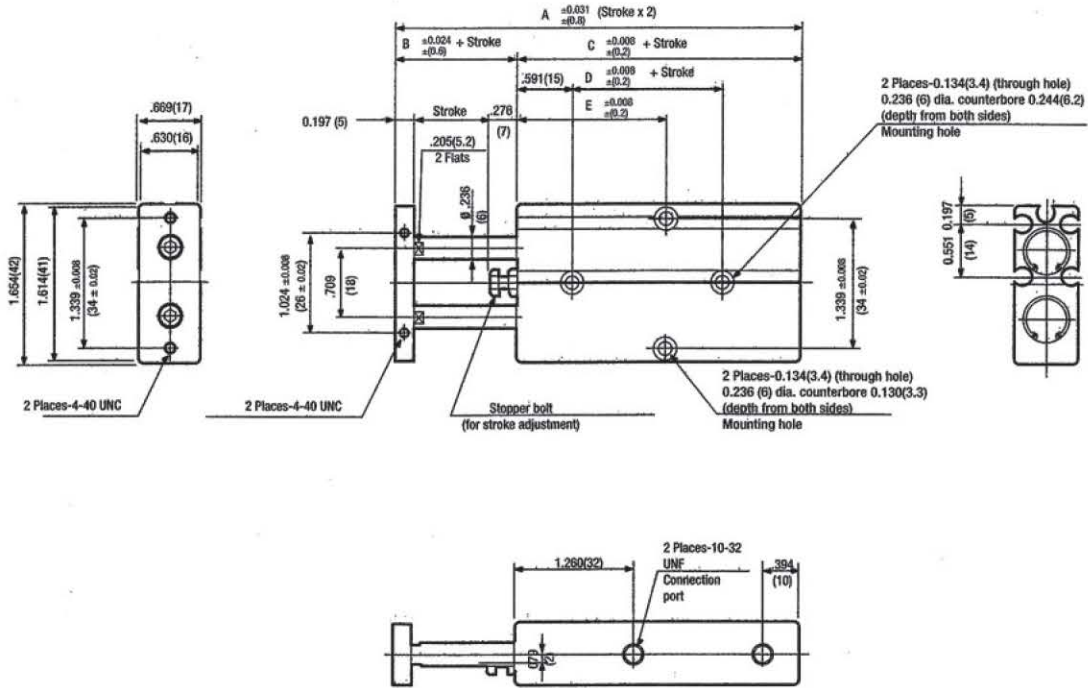 A ±0.031 ±(0.8) (Stroke x 2)
B ±0.024 ±(0.6) + Stroke
C ±0.008 ±(0.2) + Stroke
.591(15) D ±0.008 ±(0.2) + Stroke
E ±0.008 ±(0.2)
0.197 (5)
Stroke
.276
(7)
.205(5.2)
2 Flats
Ø .236
(6)
.669(17)
.630(16)
1.654(42)
1.614(41)
1.339 ±0.008
(34 ± 0.02)
2 Places-4-40 UNC
1.024 ±0.008
(26 ± 0.02)
.709
(18)
2 Places-4-40 UNC
Stopper bolt
(for stroke adjustment)
1.339 ±0.008
(34 ± 0.02)
2 Places-0.134(3.4) (through hole)
0.236 (6) dia. counterbore 0.244(6.2)
(depth from both sides)
Mounting hole
2 Places-0.134(3.4) (through hole)
0.236 (6) dia. counterbore 0.130(3.3)
(depth from both sides)
Mounting hole
0.197
(5)
0.551
(14)
1.260(32)
2 Places-10-32
UNF
Connection
port
.394
(10)
.079
(2)